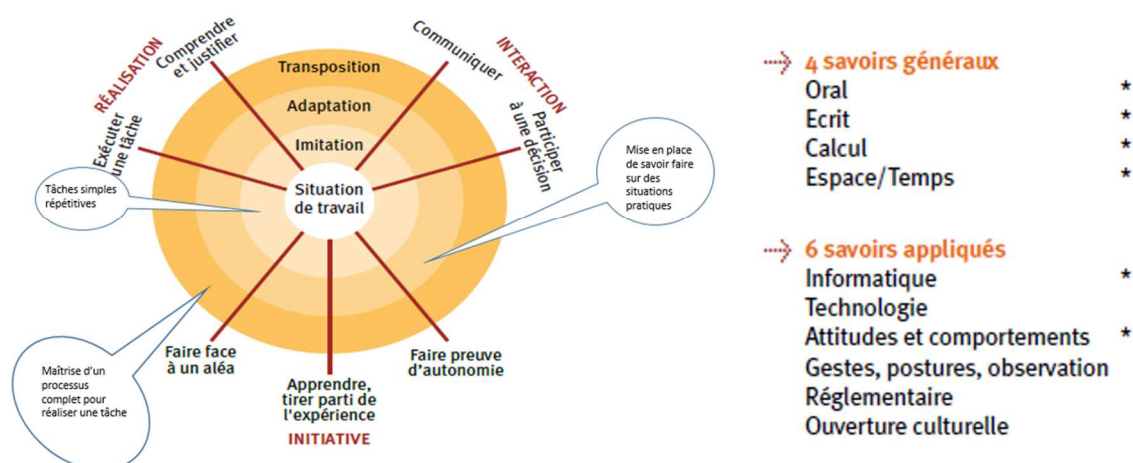 RÉALISATION
Comprendre
et justifier
Exécuter
une tâche
Communiquer
INTERACTION
Participer
à une décision
Transposition
Adaptation
Imitation
Situation
de travail
Tâches simples
répétitives
Mise en place
de savoir faire
sur des
situations
pratiques
Maîtrise d'un
processus
complet pour
réaliser une tâche
Faire face
à un aléa
Apprendre,
tirer parti de
l'expérience
INITIATIVE
Faire preuve
d'autonomie
4 savoirs généraux
Oral *
Ecrit *
Calcul *
Espace/Temps *
6 savoirs appliqués
Informatique *
Technologie
Attitudes et comportements *
Gestes, postures, observation
Réglementaire
Ouverture culturelle